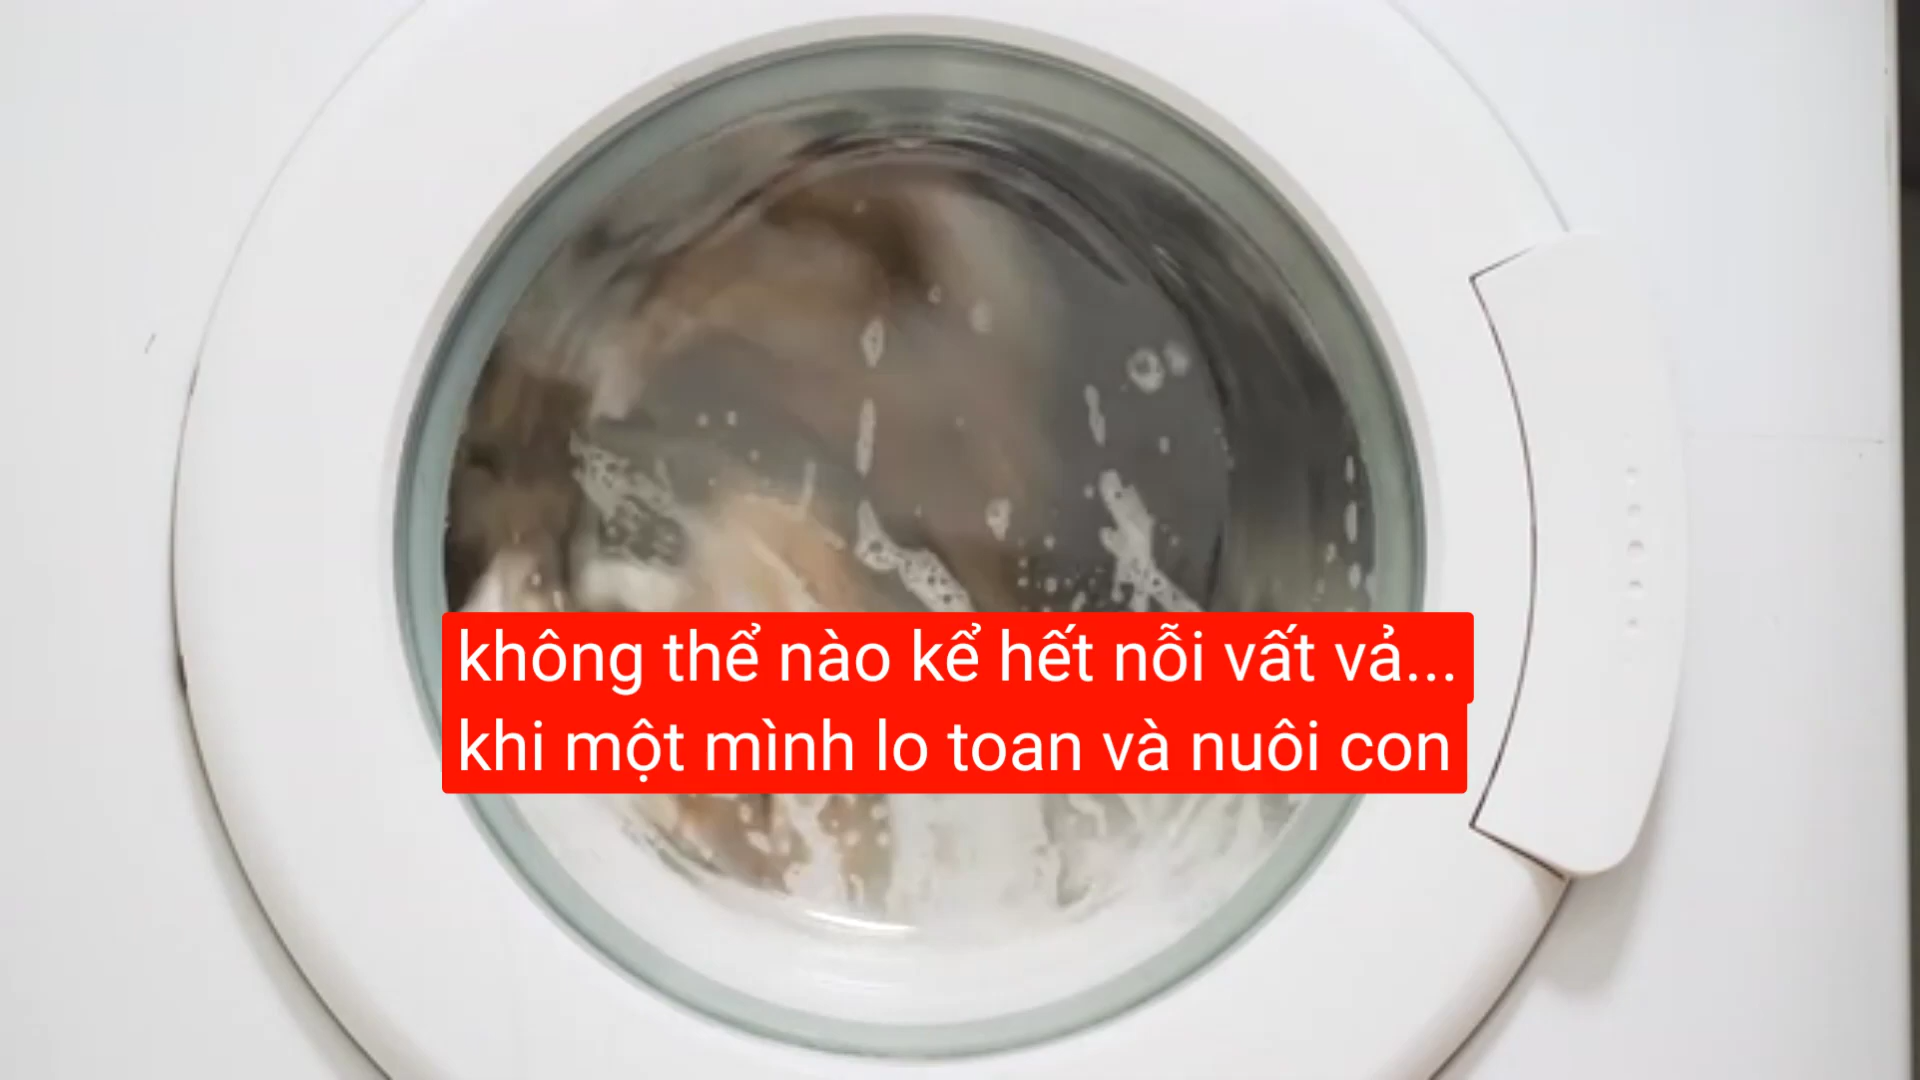 không thể nào kể hết nỗi vất vả...
khi một mình lo toan và nuôi con